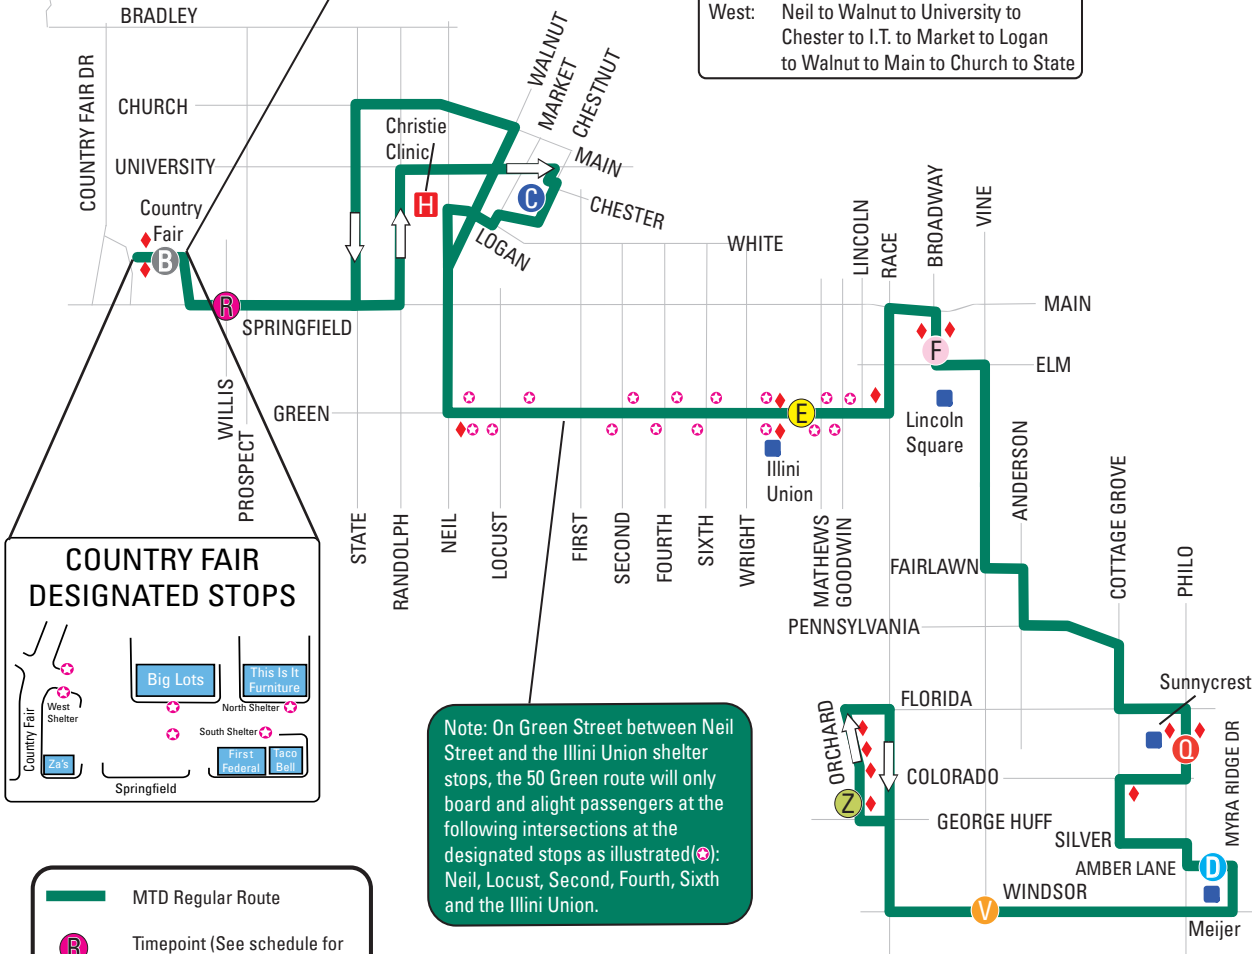 West: Neil to Walnut to University to
Chester to I.T. to Market to Logan
to Walnut to Main to Church to State
BRADLEY
COUNTRY FAIR DR
CHURCH
UNIVERSITY
Country
Fair
B
R
SPRINGFIELD
Christie
Clinic
H
C
WALNUT
MARKET
CHESTNUT
MAIN
CHESTER
LOGAN
WHITE
LINCOLN
RACE
BROADWAY
VINE
MAIN
ELM
F
Lincoln
Square
GREEN
E
Illini
Union
WILLIS
PROSPECT
STATE
RANDOLPH
NEIL
LOCUST
FIRST
SECOND
FOURTH
SIXTH
WRIGHT
MATHEWS
GOODWIN
ANDERSON
COTTAGE GROVE
PHILO
FAIRLAWN
PENNSYLVANIA
Sunnycrest
FLORIDA
ORCHARD
Q
COLORADO
MYRA RIDGE DR
Z
GEORGE HUFF
SILVER
AMBER LANE
D
WINDSOR
V
Meijer
COUNTRY FAIR
DESIGNATED STOPS
Big Lots
This Is It
Furniture
West
Shelter
North Shelter
South Shelter
Country Fair
Za's
First
Federal
Taco
Bell
Springfield
Note: On Green Street between Neil
Street and the Illini Union shelter
stops, the 50 Green route will only
board and alight passengers at the
following intersections at the
designated stops as illustrated(✪):
Neil, Locust, Second, Fourth, Sixth
and the Illini Union.
MTD Regular Route
R
Timepoint (See schedule for